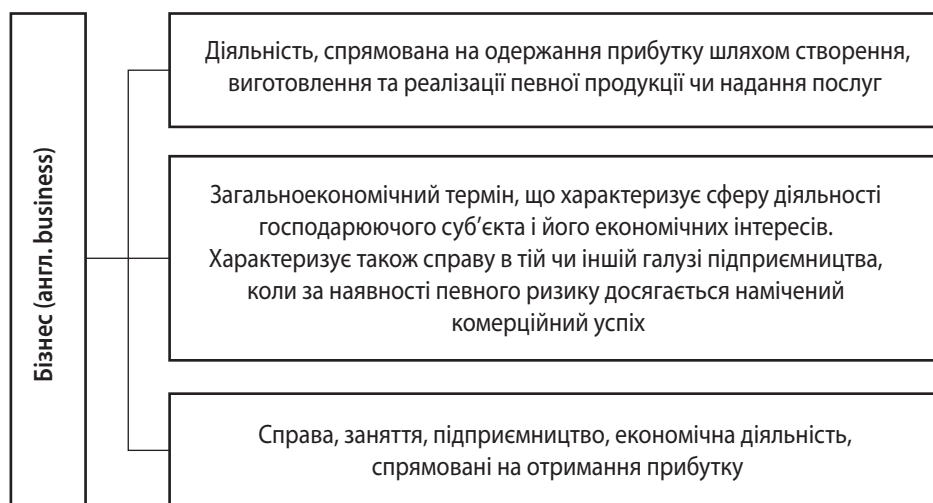 Бізнес (англ. business)
Діяльність, спрямована на одержання прибутку шляхом створення,
виготовлення та реалізації певної продукції чи надання послуг
Загальноекономічний термін, що характеризує сферу діяльності
господарюючого суб’єкта і його економічних інтересів.
Характеризує також справу в тій чи іншій галузі підприємництва,
коли за наявності певного ризику досягається намічений
комерційний успіх
Справа, заняття, підприємництво, економічна діяльність,
спрямовані на отримання прибутку